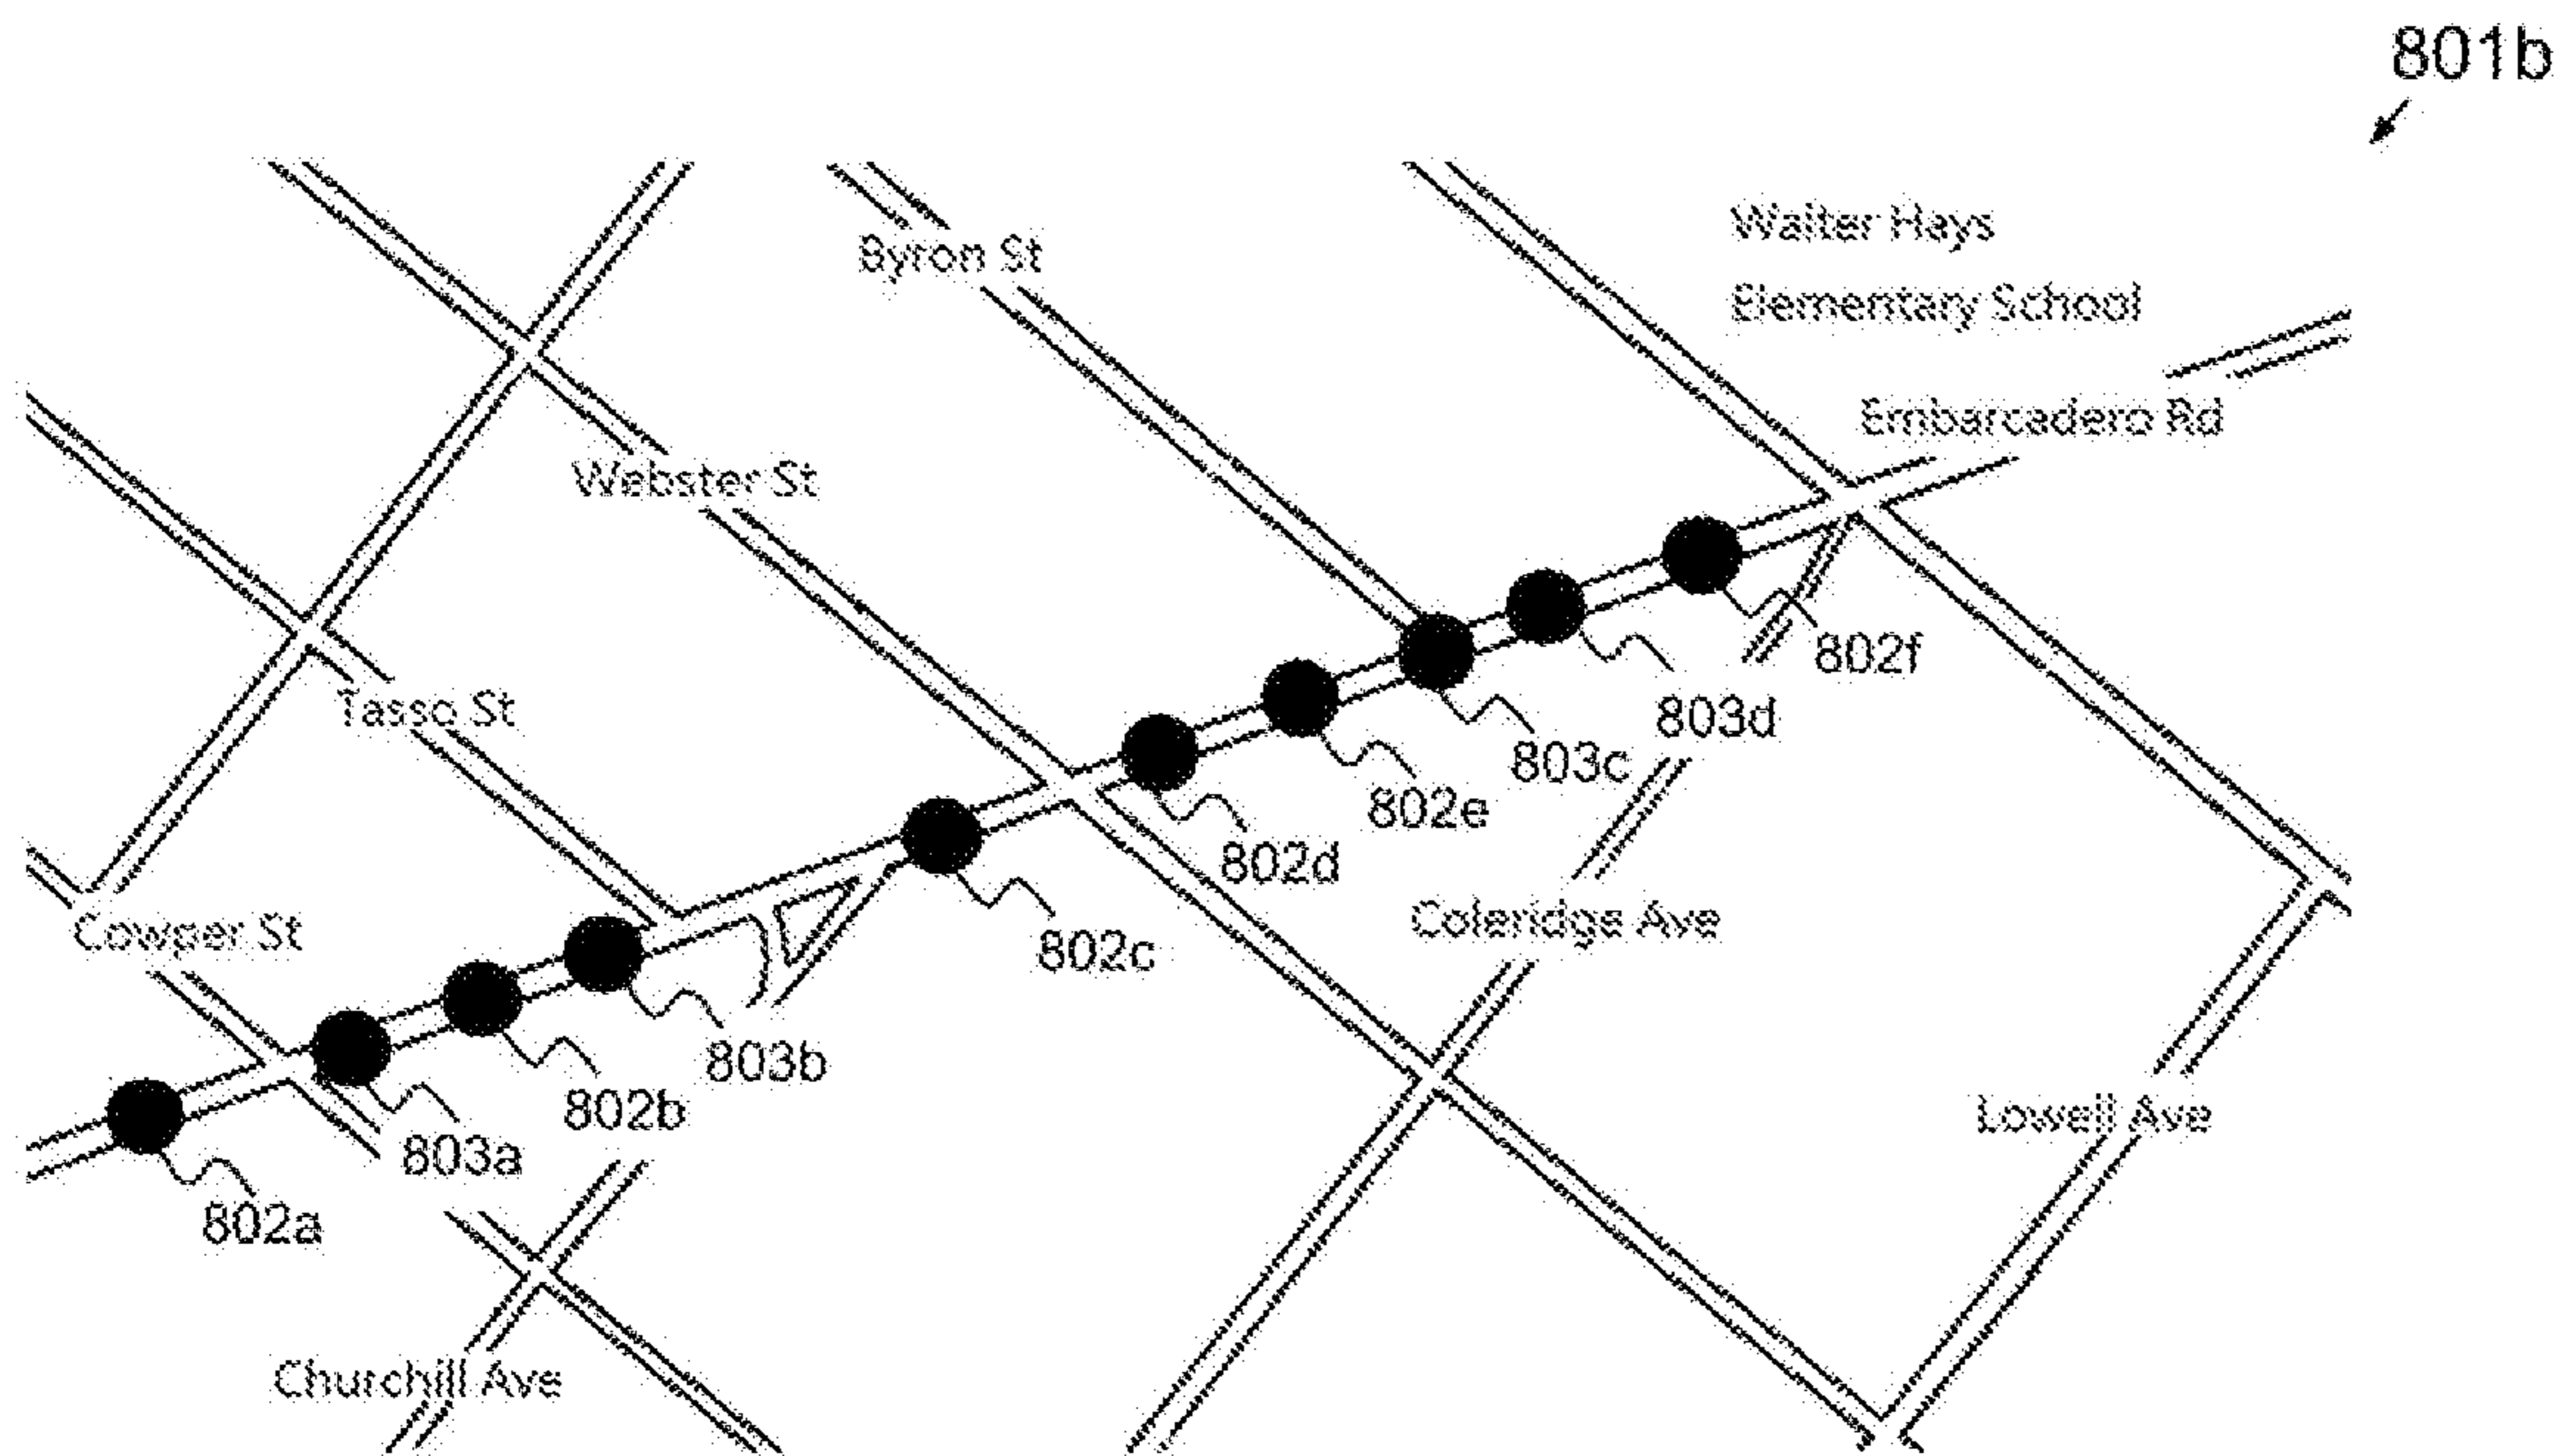 801b
Walter Hays
Elementary School
Byron St
Embarcadero Rd
Webster St
802f
Tasso St
803d
803c
802e
802d
Coleridge Ave
Cowper St
802c
803b
802b
Lowell Ave
803a
802a
Churchill Ave